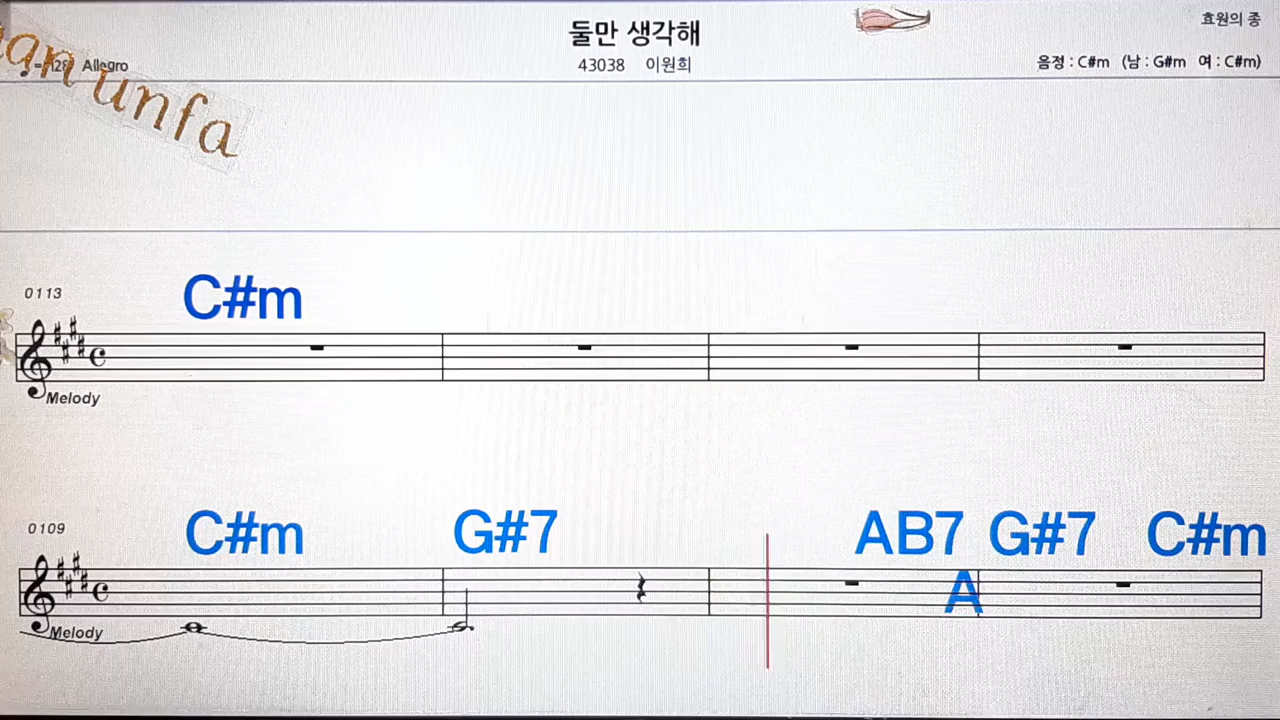 둘만 생각해
효원의 종
43038 이원희
Allegro
음정 : C#m (남 : G#m 여 : C#m)
unfa
C#m
0113
Melody
C#m G#7 AB7 G#7 C#m
0109
A
Melody